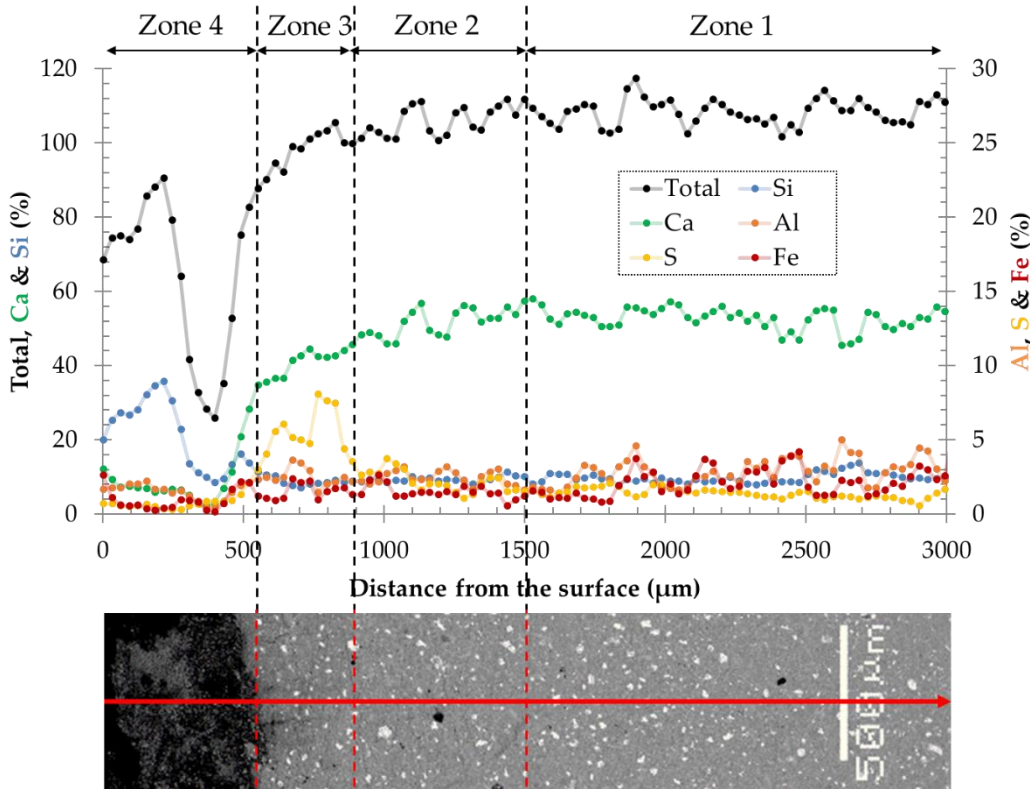 Zone 4 Zone 3 Zone 2 Zone 1
120
100
80
60
40
20
0
Total, Ca & Si (%)
30
25
20
15
10
5
0
Al, S & Fe (%)
Total Si
Ca Al
S Fe
0 500 1000 1500 2000 2500 3000
Distance from the surface (μm)
500μm